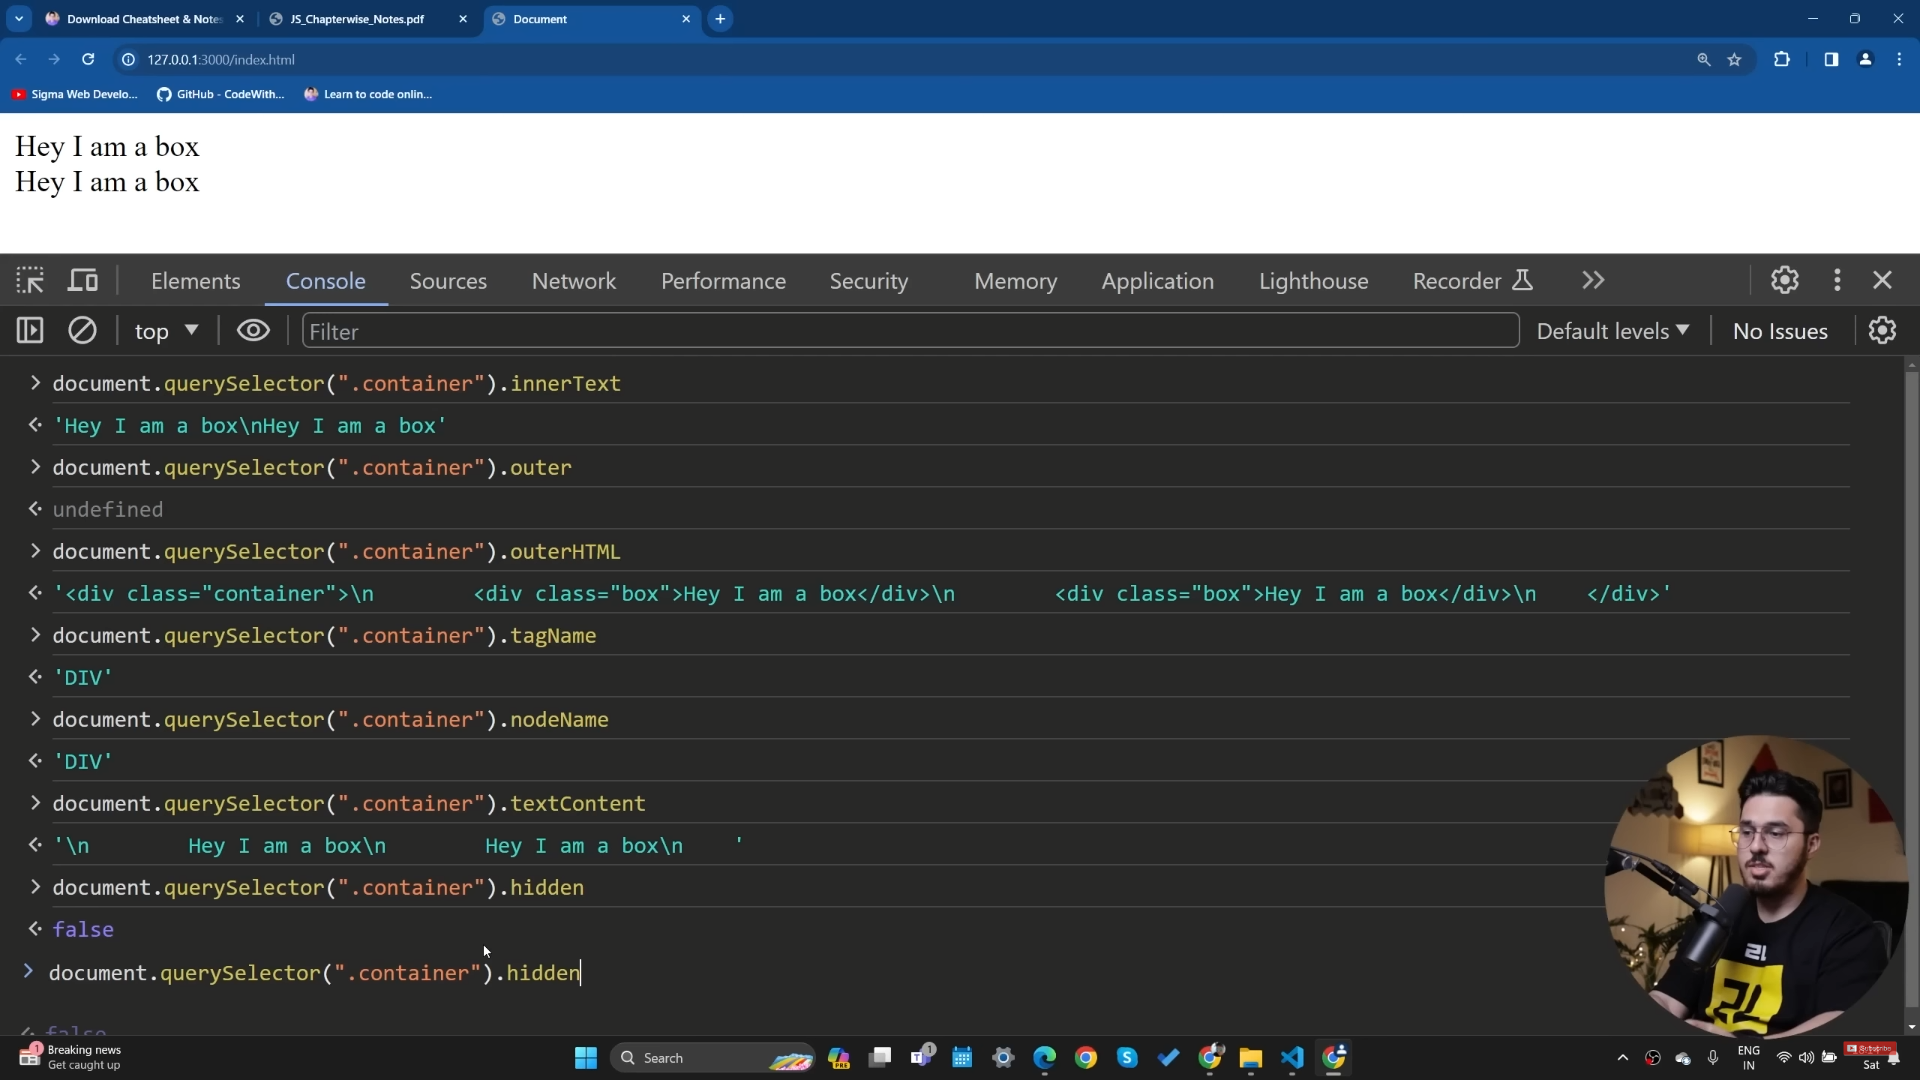 Download Cheatsheet & Notes
JS_Chapterwise_Notes.pdf
Document
127.0.0.1:3000/index.html
Sigma Web Develo...
GitHub - CodeWith...
Learn to code onlin...
Hey I am a box
Hey I am a box
Elements
Console
Sources
Network
Performance
Security
Memory
Application
Lighthouse
Recorder
top
Filter
Default levels
No Issues
document.querySelector(".container").innerText
'Hey I am a box\nHey I am a box'
document.querySelector(".container").outer
undefined
document.querySelector(".container").outerHTML
'<div class="container">\n        <div class="box">Hey I am a box</div>\n        <div class="box">Hey I am a box</div>\n    </div>'
document.querySelector(".container").tagName
'DIV'
document.querySelector(".container").nodeName
'DIV'
document.querySelector(".container").textContent
'\n        Hey I am a box\n        Hey I am a box\n    '
document.querySelector(".container").hidden
false
document.querySelector(".container").hidden
false
21
Breaking news
Get caught up
1
Search
PRE
1
ENG
IN
Subscribe
Sat